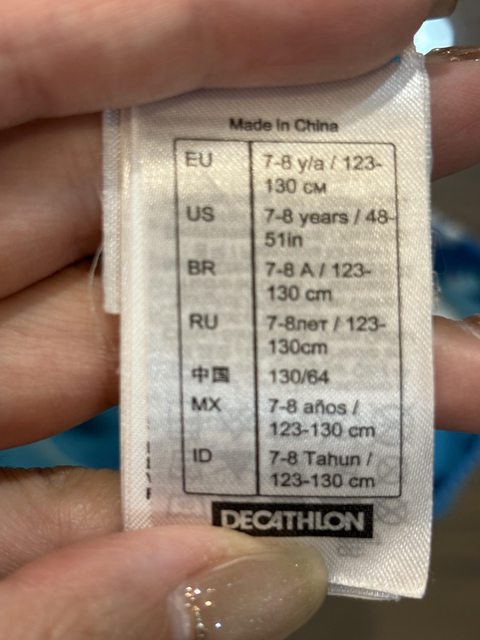 Made In China
EU 7-8 y/a / 123-
130 см
US 7-8 years / 48-
51in
BR 7-8 A / 123-
130 cm
RU 7-8лет / 123-
130cm
中国 130/64
MX 7-8 años /
123-130 cm
ID 7-8 Tahun /
123-130 cm
DECATHLON